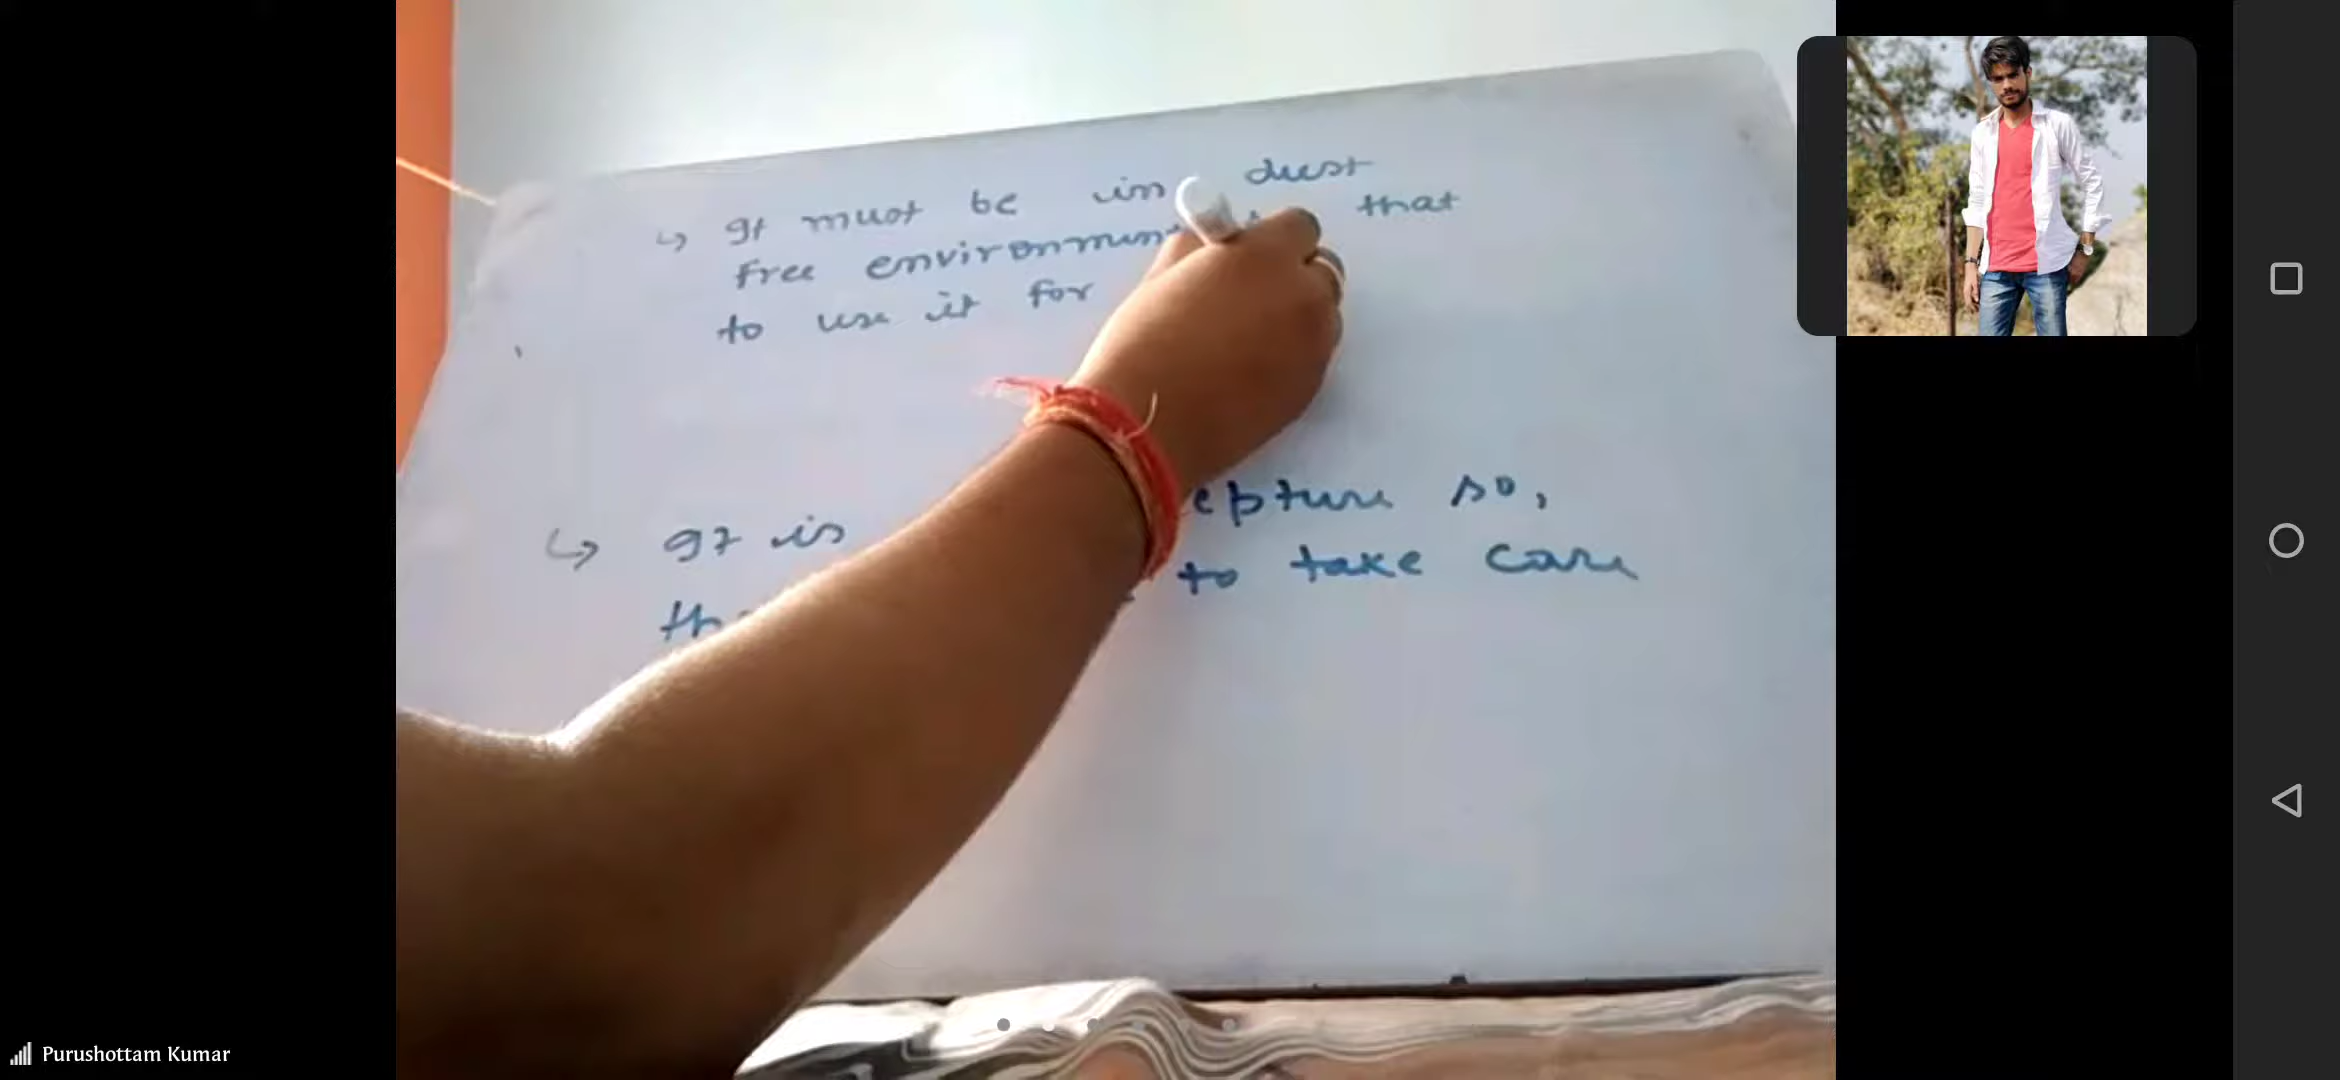 ↳ It must be in dust
free environment that
to use it for
↳ It is epture so,
to take care
Purushottam Kumar